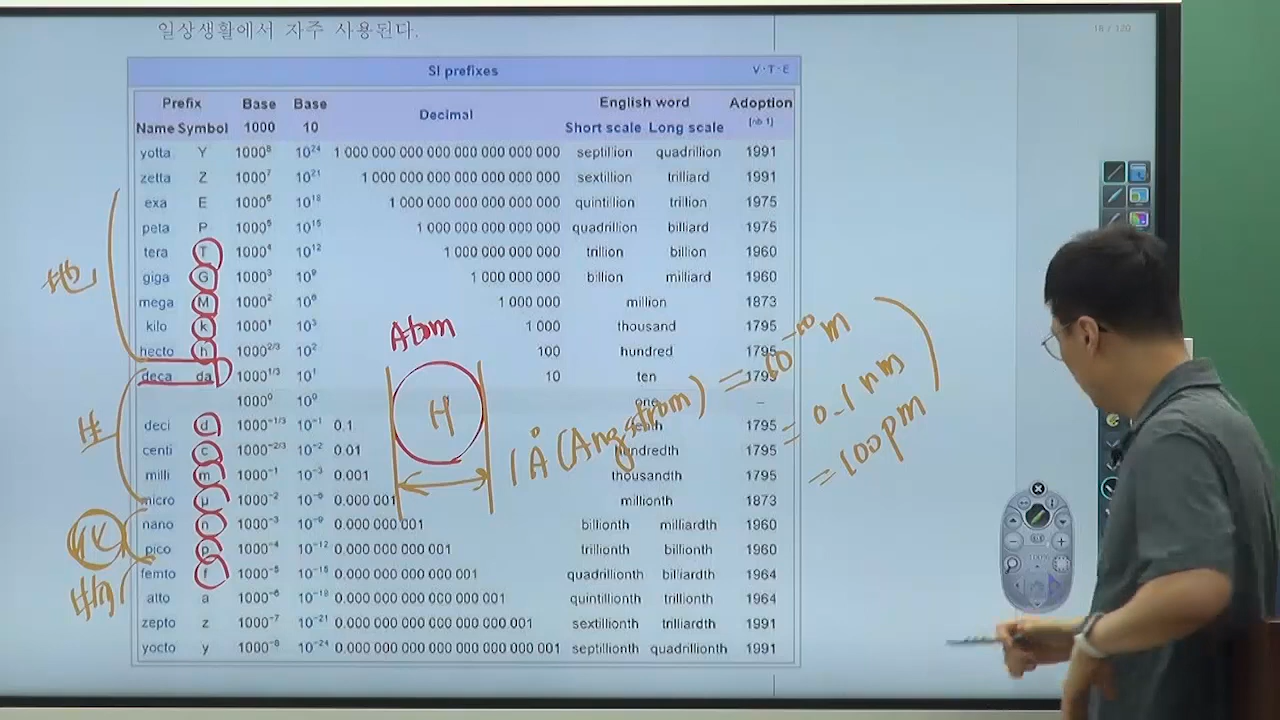 일상생활에서 자주 사용된다.
18 / 120
SI prefixes
V·T·E
Prefix Base Base Decimal English word Adoption
Name Symbol 1000 10 Short scale Long scale [nb 1]
yotta Y 1000⁸ 10²⁴ 1 000 000 000 000 000 000 000 000 septillion quadrillion 1991
zetta Z 1000⁷ 10²¹ 1 000 000 000 000 000 000 000 sextillion trilliard 1991
exa E 1000⁶ 10¹⁸ 1 000 000 000 000 000 000 quintillion trillion 1975
peta P 1000⁵ 10¹⁵ 1 000 000 000 000 000 quadrillion billiard 1975
tera T 1000⁴ 10¹² 1 000 000 000 000 trillion billion 1960
giga G 1000³ 10⁹ 1 000 000 000 billion milliard 1960
mega M 1000² 10⁶ 1 000 000 million 1873
kilo k 1000¹ 10³ 1 000 thousand 1795
hecto h 1000²/³ 10² 100 hundred 1795
deca da 1000¹/³ 10¹ 10 ten 1795
1000⁰ 10⁰ one –
deci d 1000⁻¹/³ 10⁻¹ 0.1 1795
centi c 1000⁻²/³ 10⁻² 0.01 hundredth 1795
milli m 1000⁻¹ 10⁻³ 0.001 thousandth 1795
micro μ 1000⁻² 10⁻⁶ 0.000 001 millionth 1873
nano n 1000⁻³ 10⁻⁹ 0.000 000 001 billionth milliardth 1960
pico p 1000⁻⁴ 10⁻¹² 0.000 000 000 001 trillionth billionth 1960
femto f 1000⁻⁵ 10⁻¹⁵ 0.000 000 000 000 001 quadrillionth billiardth 1964
atto a 1000⁻⁶ 10⁻¹⁸ 0.000 000 000 000 000 001 quintillionth trillionth 1964
zepto z 1000⁻⁷ 10⁻²¹ 0.000 000 000 000 000 000 001 sextillionth trilliardth 1991
yocto y 1000⁻⁸ 10⁻²⁴ 0.000 000 000 000 000 000 000 001 septillionth quadrillionth 1991
地
Atom
H
1 Å (Angstrom) = 10⁻¹⁰ m
= 0.1 nm
= 100pm